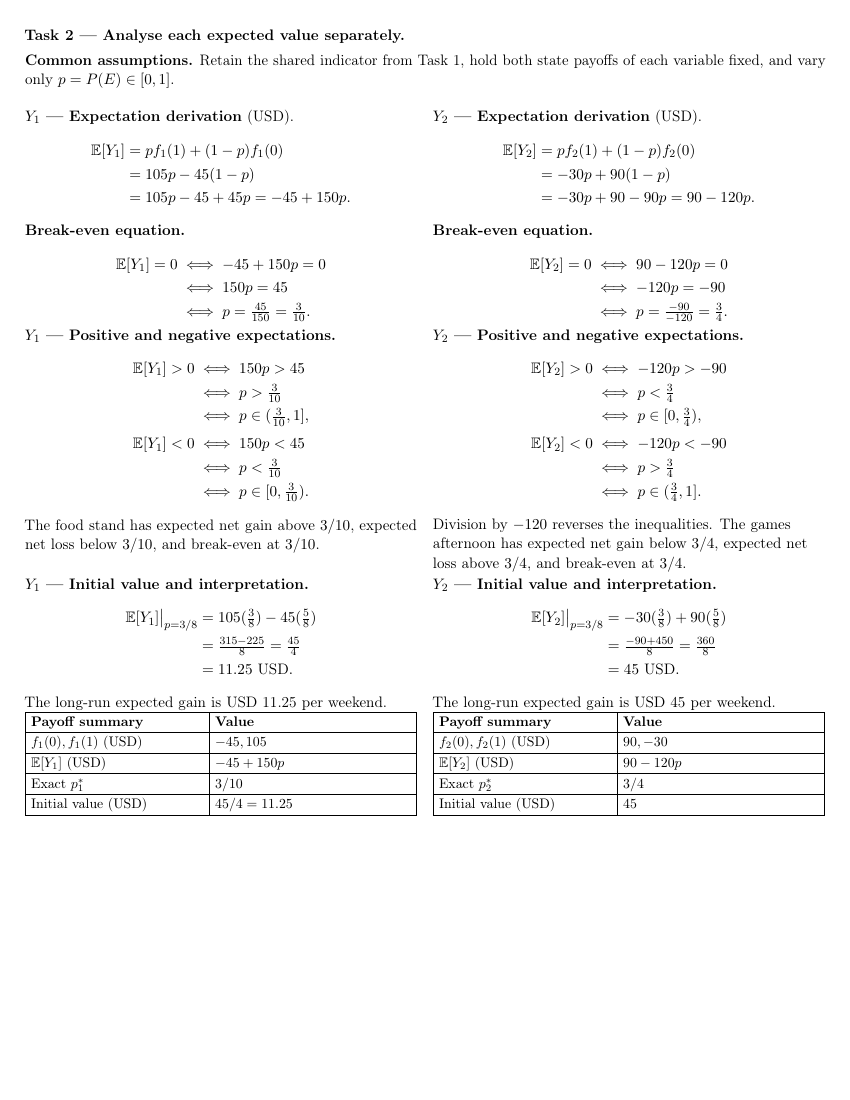 Task 2 — Analyse each expected value separately.
Common assumptions. Retain the shared indicator from Task 1, hold both state payoffs of each variable fixed, and vary
only p = P(E) ∈ [0, 1].
Y₁ — Expectation derivation (USD).
𝔼[Y₁] = pf₁(1) + (1 − p)f₁(0)
= 105p − 45(1 − p)
= 105p − 45 + 45p = −45 + 150p.
Break-even equation.
𝔼[Y₁] = 0 ⟺ −45 + 150p = 0
⟺ 150p = 45
⟺ p = 45/150 = 3/10.
Y₁ — Positive and negative expectations.
𝔼[Y₁] > 0 ⟺ 150p > 45
⟺ p > 3/10
⟺ p ∈ (3/10, 1],
𝔼[Y₁] < 0 ⟺ 150p < 45
⟺ p < 3/10
⟺ p ∈ [0, 3/10).
The food stand has expected net gain above 3/10, expected
net loss below 3/10, and break-even at 3/10.
Y₁ — Initial value and interpretation.
𝔼[Y₁]|p=3/8 = 105(3/8) − 45(5/8)
= 315−225/8 = 45/4
= 11.25 USD.
The long-run expected gain is USD 11.25 per weekend.
Payoff summary Value
f₁(0), f₁(1) (USD) −45, 105
𝔼[Y₁] (USD) −45 + 150p
Exact p₁* 3/10
Initial value (USD) 45/4 = 11.25
Y₂ — Expectation derivation (USD).
𝔼[Y₂] = pf₂(1) + (1 − p)f₂(0)
= −30p + 90(1 − p)
= −30p + 90 − 90p = 90 − 120p.
Break-even equation.
𝔼[Y₂] = 0 ⟺ 90 − 120p = 0
⟺ −120p = −90
⟺ p = −90/−120 = 3/4.
Y₂ — Positive and negative expectations.
𝔼[Y₂] > 0 ⟺ −120p > −90
⟺ p < 3/4
⟺ p ∈ [0, 3/4),
𝔼[Y₂] < 0 ⟺ −120p < −90
⟺ p > 3/4
⟺ p ∈ (3/4, 1].
Division by −120 reverses the inequalities. The games
afternoon has expected net gain below 3/4, expected net
loss above 3/4, and break-even at 3/4.
Y₂ — Initial value and interpretation.
𝔼[Y₂]|p=3/8 = −30(3/8) + 90(5/8)
= −90+450/8 = 360/8
= 45 USD.
The long-run expected gain is USD 45 per weekend.
Payoff summary Value
f₂(0), f₂(1) (USD) 90, −30
𝔼[Y₂] (USD) 90 − 120p
Exact p₂* 3/4
Initial value (USD) 45